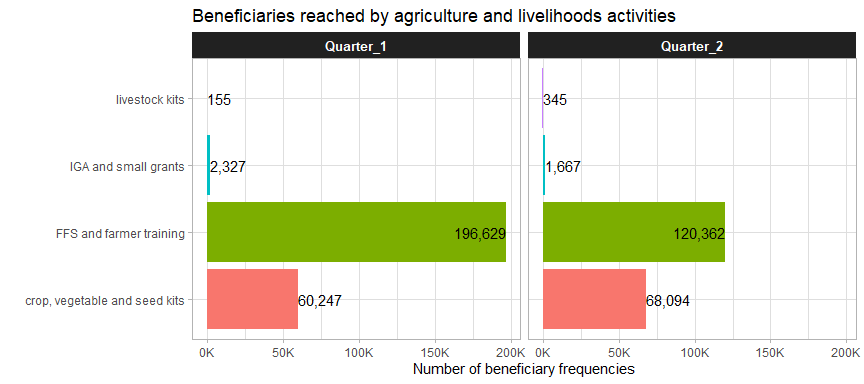 Beneficiaries reached by agriculture and livelihoods activities
Quarter_1 Quarter_2
livestock kits 155 345
IGA and small grants 2,327 1,667
FFS and farmer training 196,629 120,362
crop, vegetable and seed kits 60,247 68,094
0K 50K 100K 150K 200K 0K 50K 100K 150K 200K
Number of beneficiary frequencies